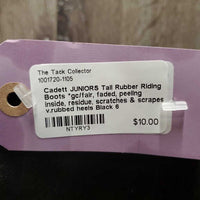 The Tack Collector
1001720-1105
Cadett JUNIORS Tall Rubber Riding
Boots *gc/fair, faded, peeling
inside, residue, scratches & scrapes
v.rubbed heels Black 6
NTYRY3
$10.00